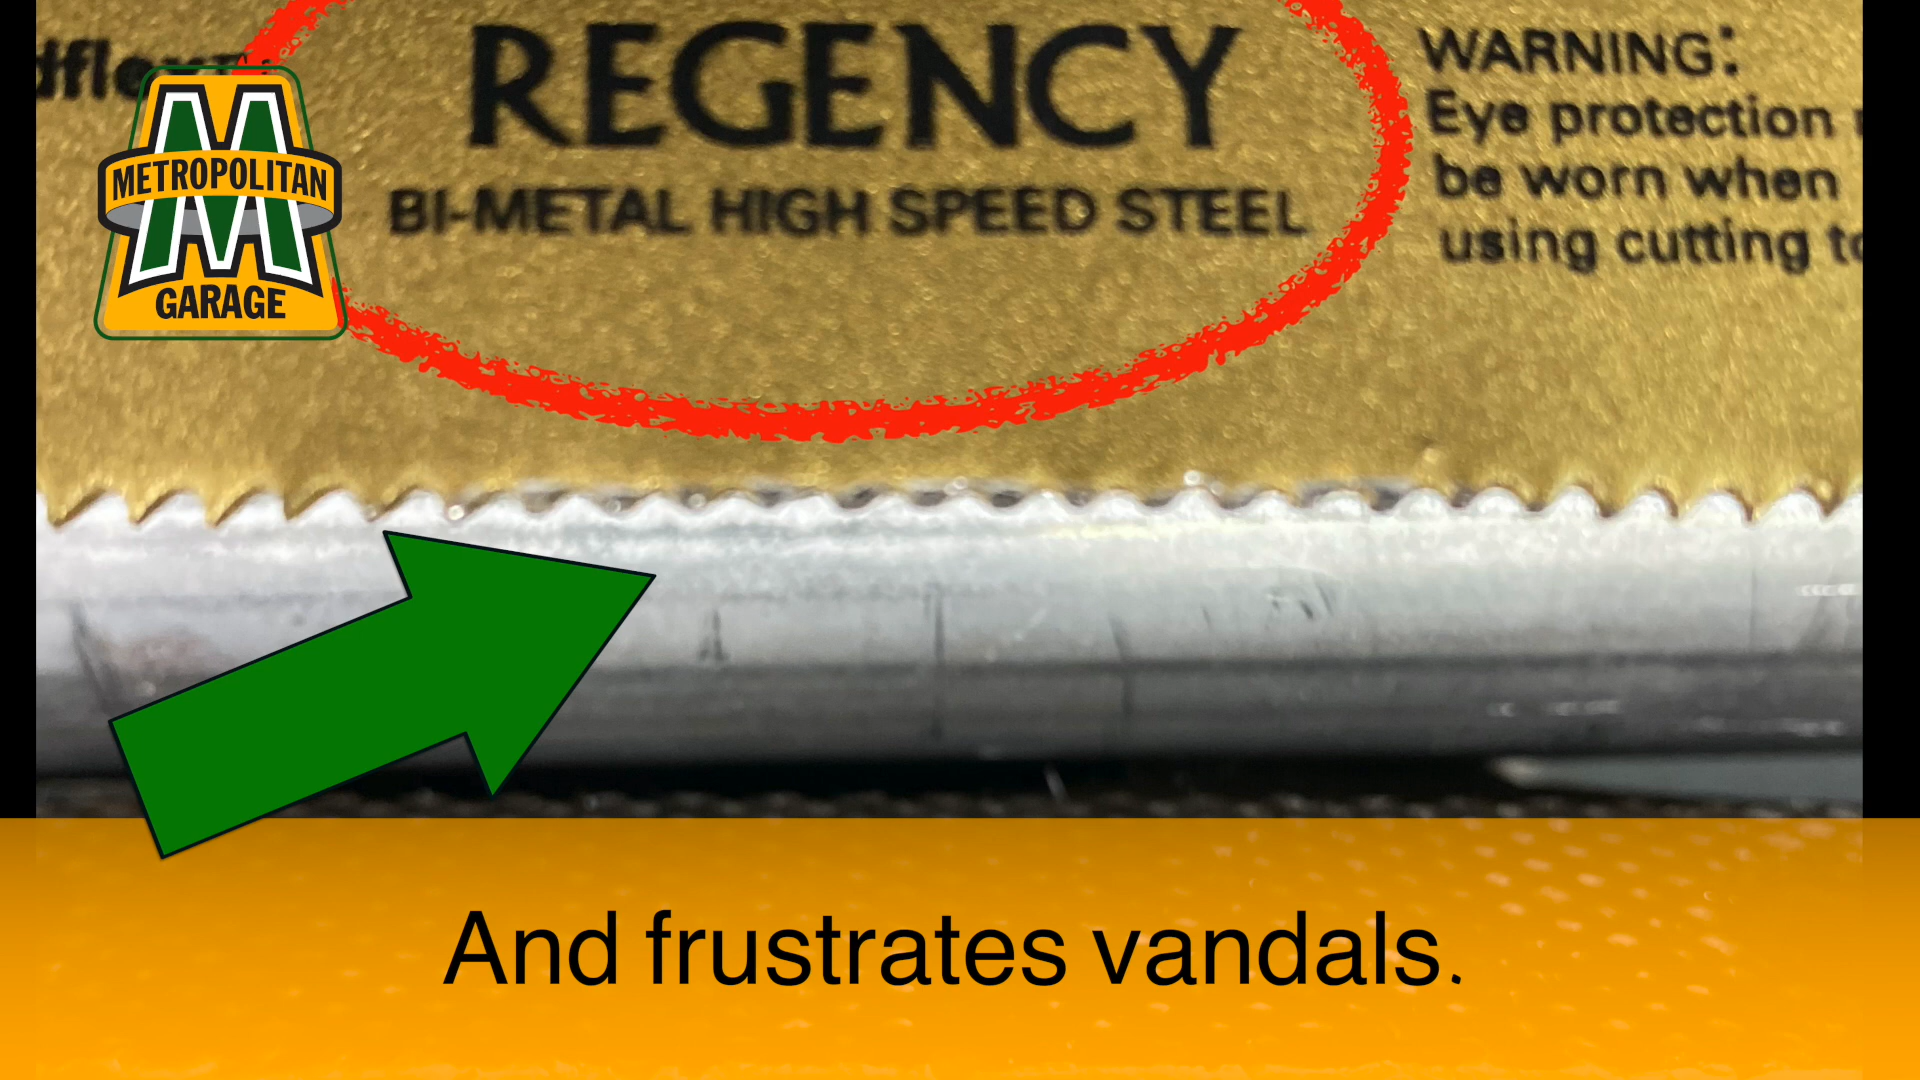 REGENCY
BI-METAL HIGH SPEED STEEL
WARNING:
Eye protection
be worn when
using cutting
METROPOLITAN
GARAGE
And frustrates vandals.